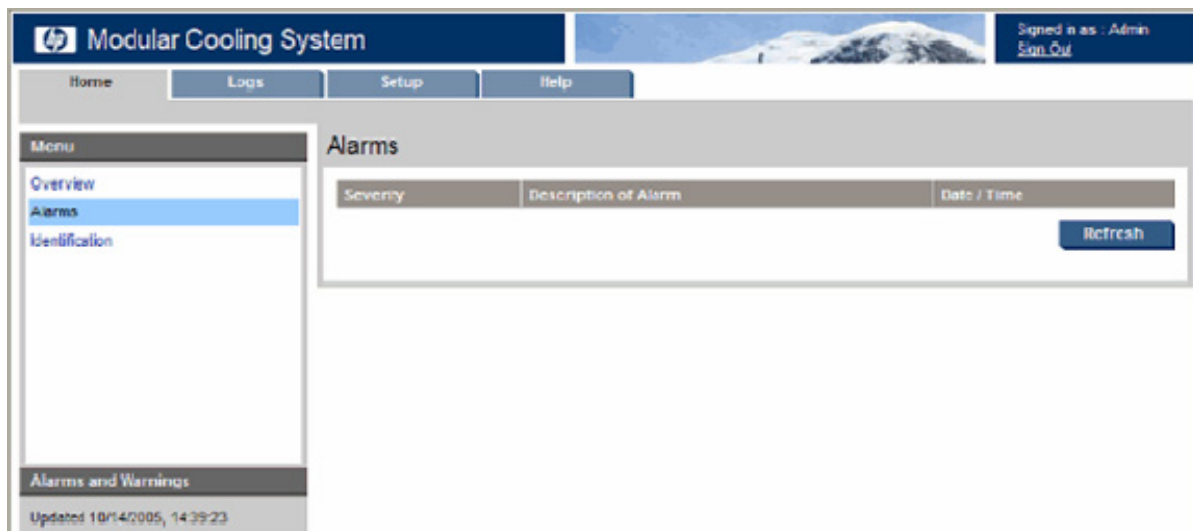 hp Modular Cooling System
Signed in as : Admin
Sign Out
Home Logs Setup Help
Menu
Overview
Alarms
Identification
Alarms
Severity Description of Alarm Date / Time
Refresh
Alarms and Warnings
Updated 10/14/2005, 14:39:23